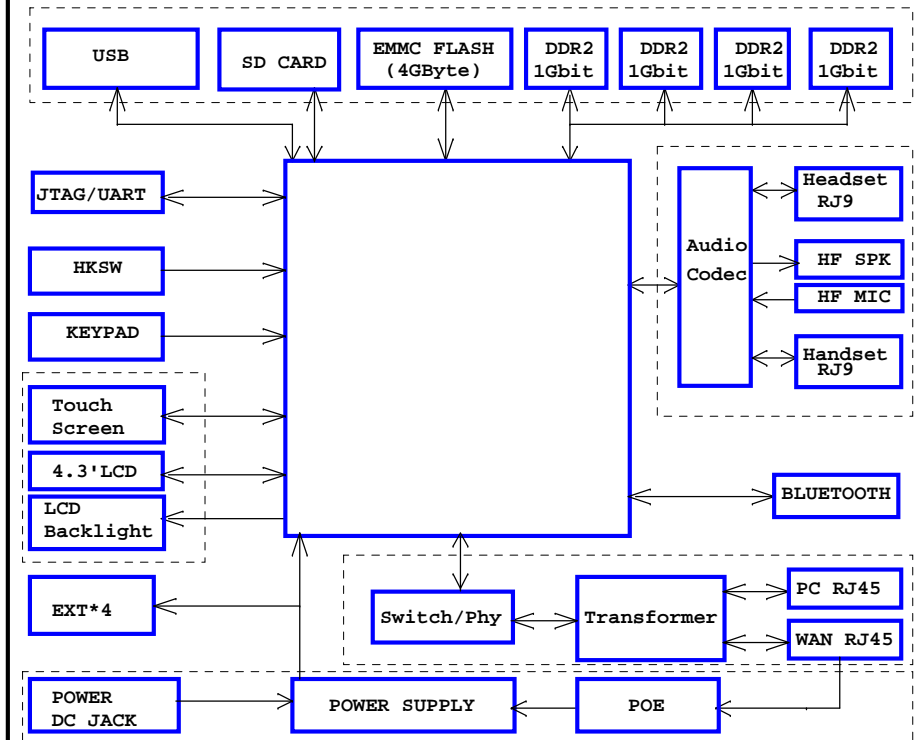 USB
SD CARD
EMMC FLASH
(4GByte)
DDR2
1Gbit
DDR2
1Gbit
DDR2
1Gbit
DDR2
1Gbit
JTAG/UART
HKSW
KEYPAD
Touch
Screen
4.3'LCD
LCD
Backlight
EXT*4
Audio
Codec
Headset
RJ9
HF SPK
HF MIC
Handset
RJ9
BLUETOOTH
Switch/Phy
Transformer
PC RJ45
WAN RJ45
POWER
DC JACK
POWER SUPPLY
POE